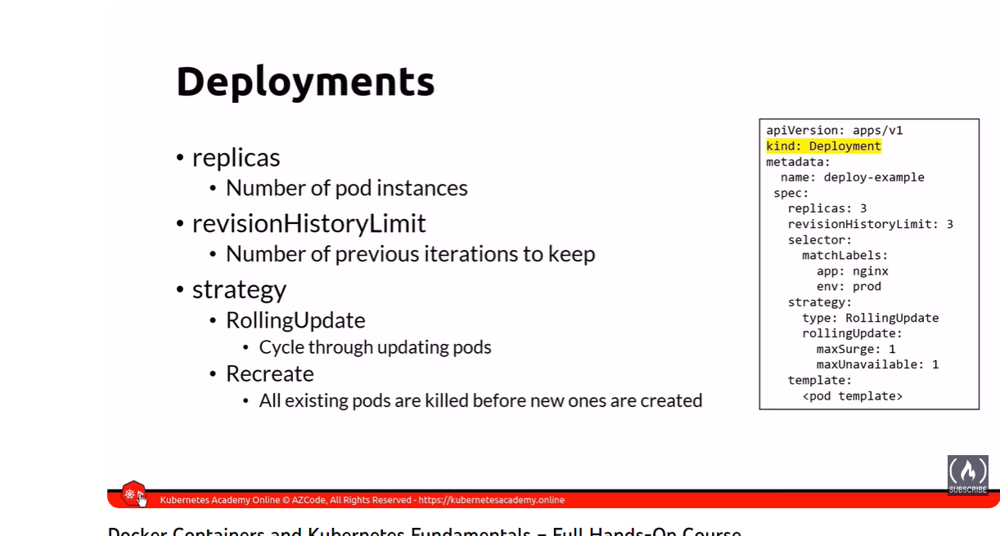 Deployments
• replicas
• Number of pod instances
• revisionHistoryLimit
• Number of previous iterations to keep
• strategy
• RollingUpdate
• Cycle through updating pods
• Recreate
• All existing pods are killed before new ones are created
apiVersion: apps/v1
kind: Deployment
metadata:
  name: deploy-example
 spec:
   replicas: 3
   revisionHistoryLimit: 3
   selector:
     matchLabels:
       app: nginx
       env: prod
   strategy:
     type: RollingUpdate
     rollingUpdate:
       maxSurge: 1
       maxUnavailable: 1
   template:
     <pod template>
SUBSCRIBE
Kubernetes Academy Online © AZCode, All Rights Reserved - https://kubernetesacademy.online
Docker Containers and Kubernetes Fundamentals – Full Hands-On Course